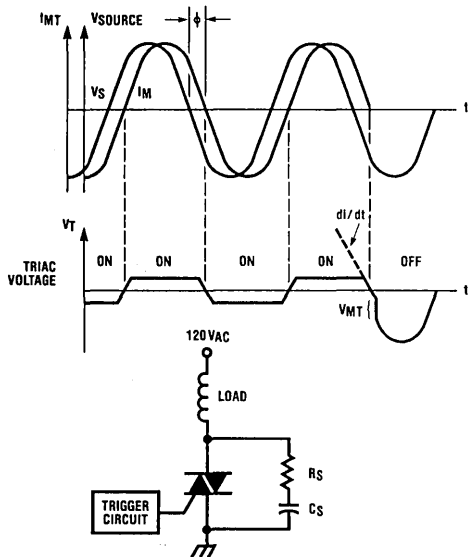 IMT
VSOURCE
ϕ
VS
IM
t
VT
TRIAC
VOLTAGE
ON
ON
ON
ON
OFF
di/dt
t
VMT
120VAC
LOAD
RS
CS
TRIGGER
CIRCUIT